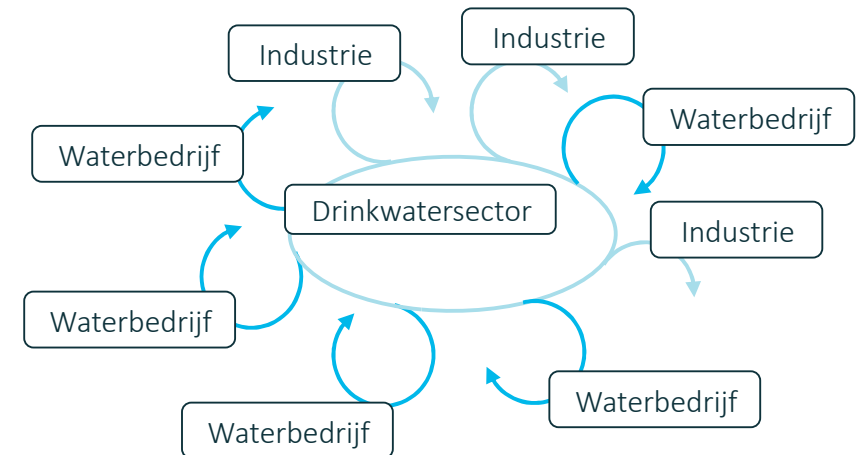 Industrie
Industrie
Waterbedrijf
Waterbedrijf
Drinkwatersector
Industrie
Waterbedrijf
Waterbedrijf
Waterbedrijf